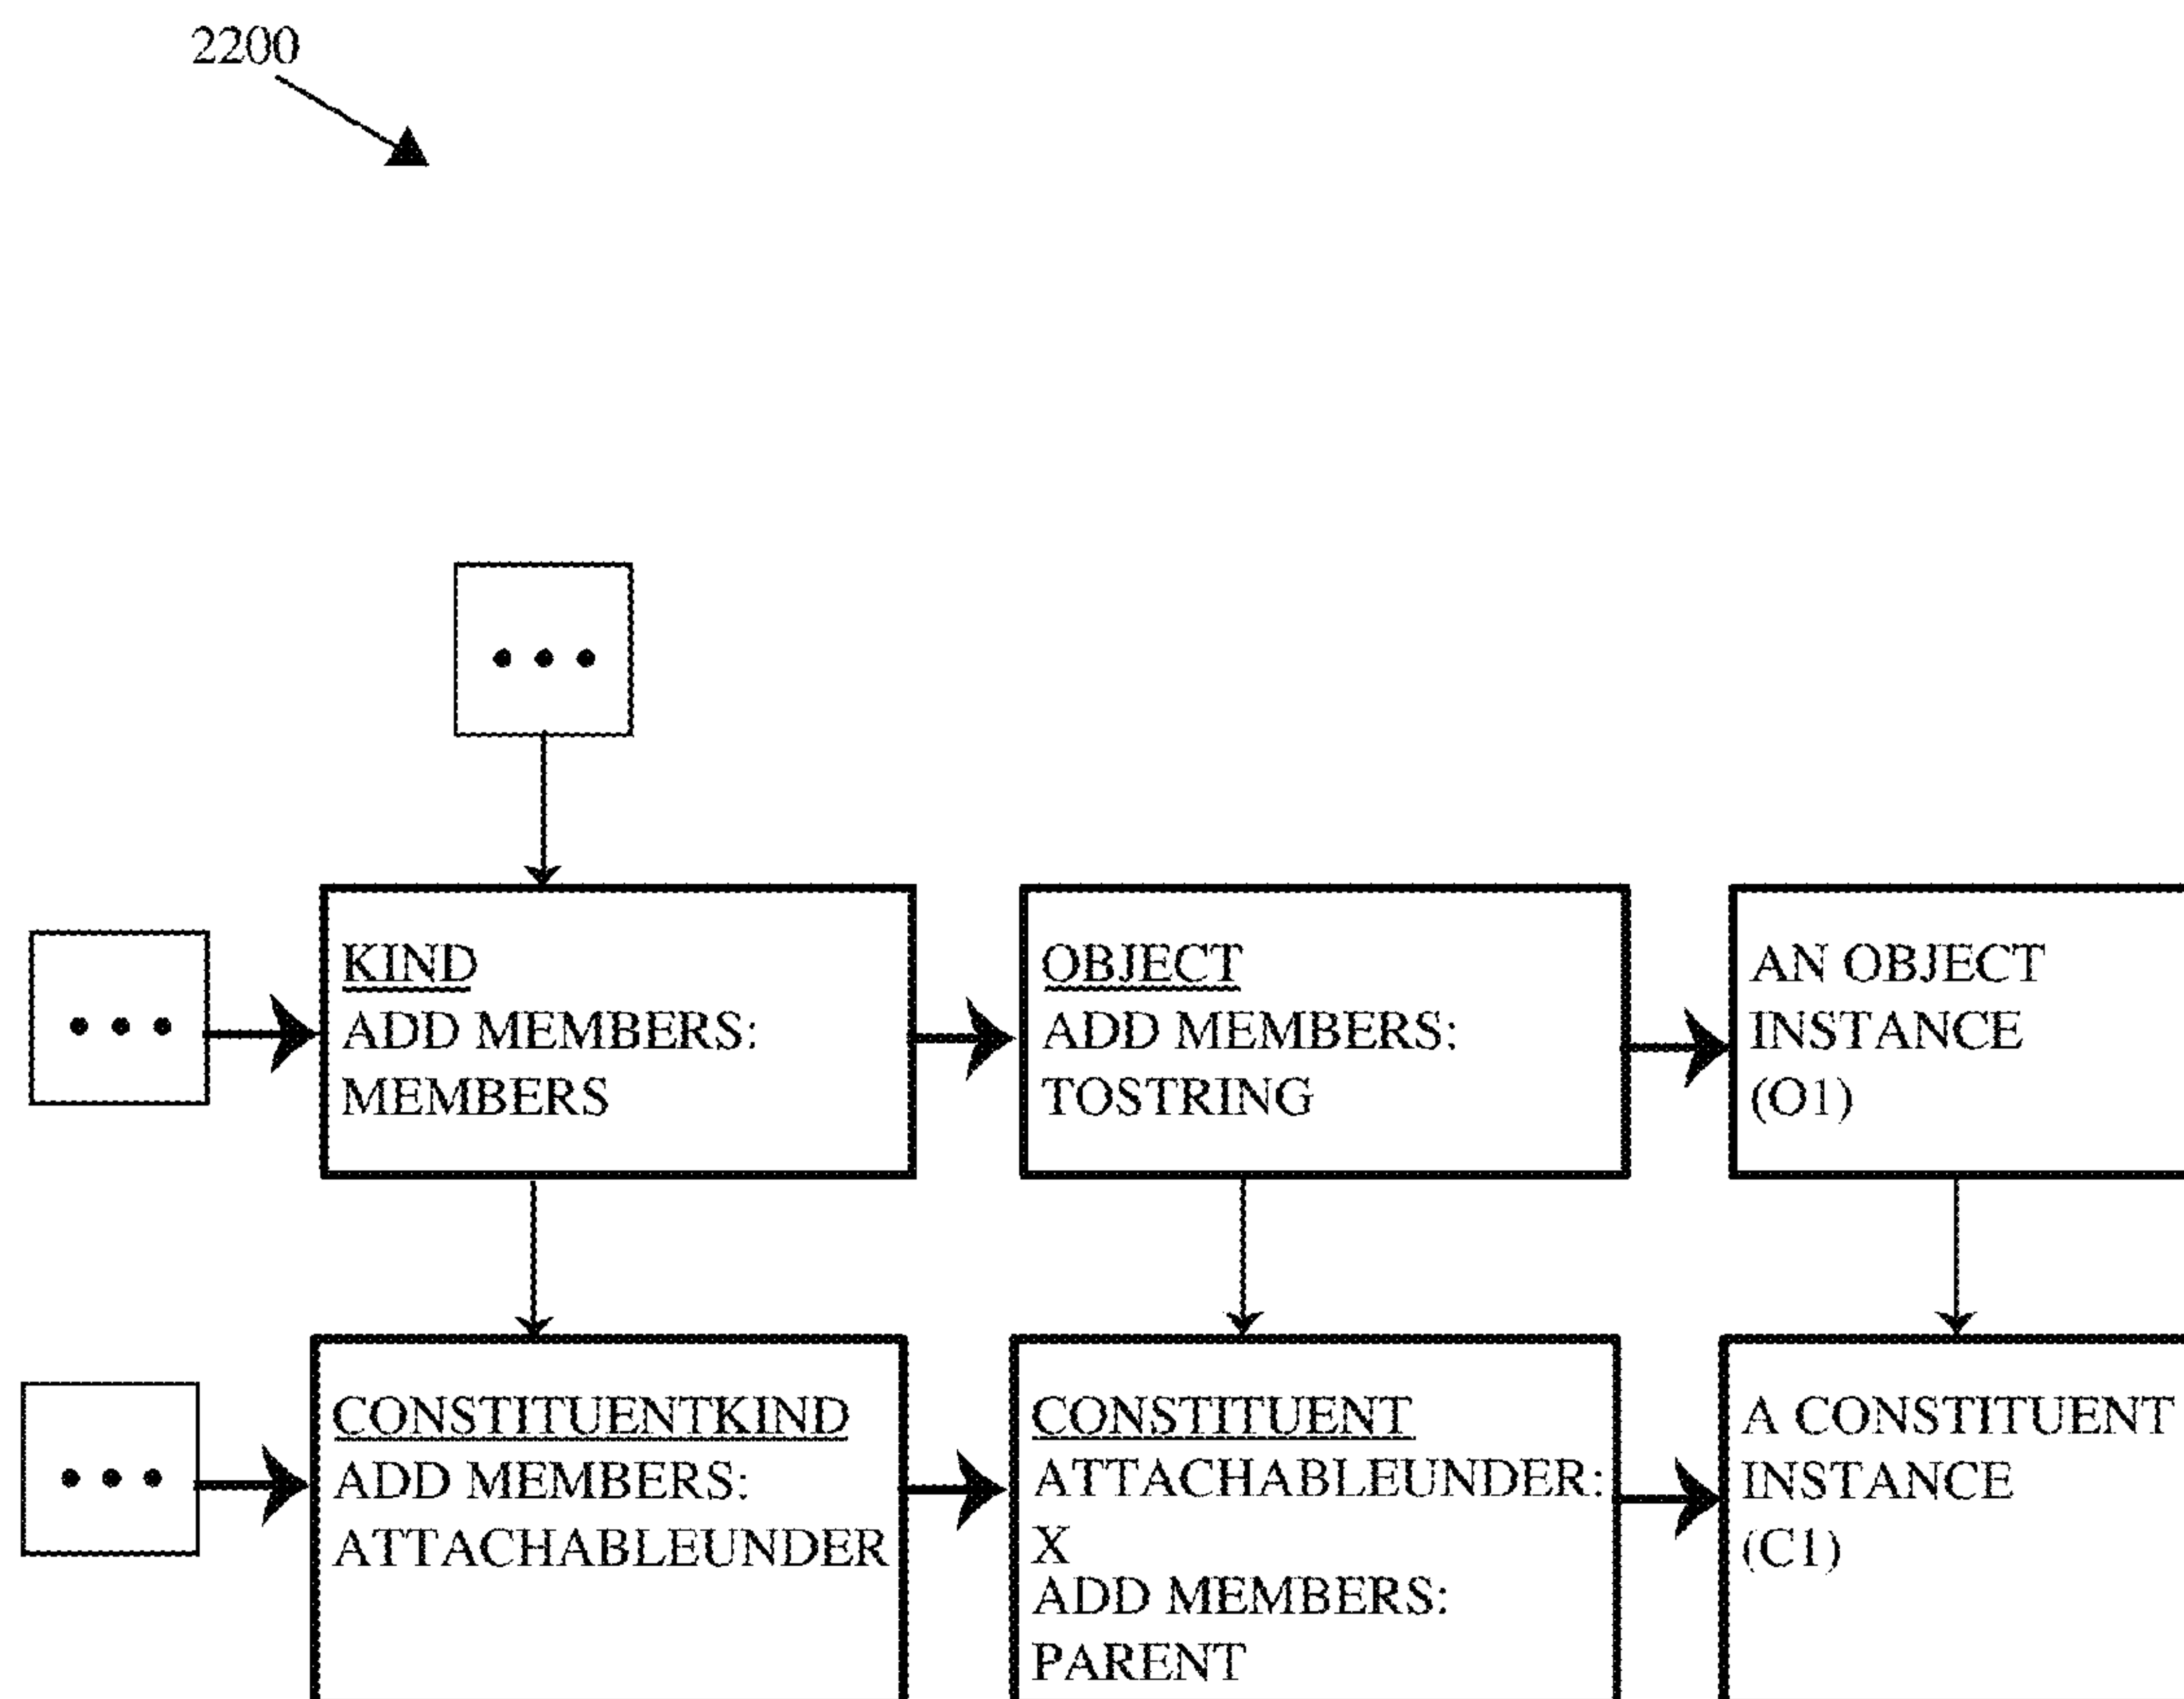 2200
• • •
• • •
KIND
ADD MEMBERS:
MEMBERS
OBJECT
ADD MEMBERS:
TOSTRING
AN OBJECT
INSTANCE
(O1)
• • •
CONSTITUENTKIND
ADD MEMBERS:
ATTACHABLEUNDER
CONSTITUENT
ATTACHABLEUNDER:
X
ADD MEMBERS:
PARENT
A CONSTITUENT
INSTANCE
(C1)